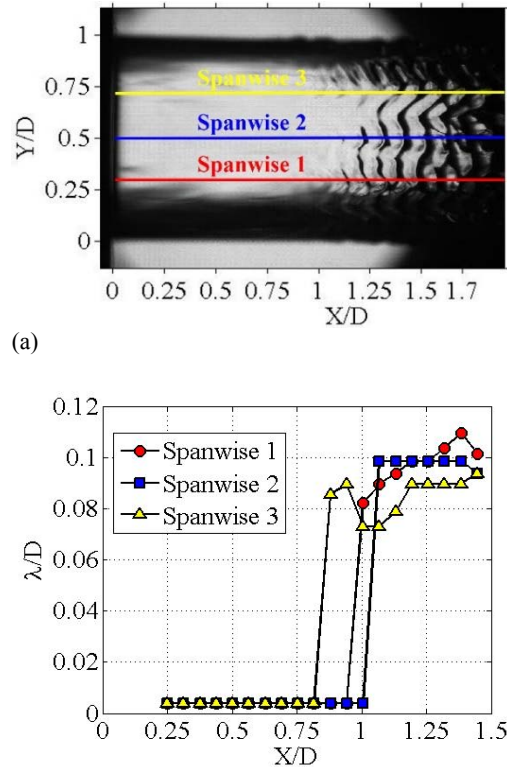 1
0.75
0.5
0.25
0
Y/D
Spanwise 3
Spanwise 2
Spanwise 1
0 0.25 0.5 0.75 1 1.25 1.5 1.7
X/D
(a)
0.12
0.1
0.08
0.06
0.04
0.02
0
λ/D
Spanwise 1
Spanwise 2
Spanwise 3
0 0.25 0.5 0.75 1 1.25 1.5
X/D